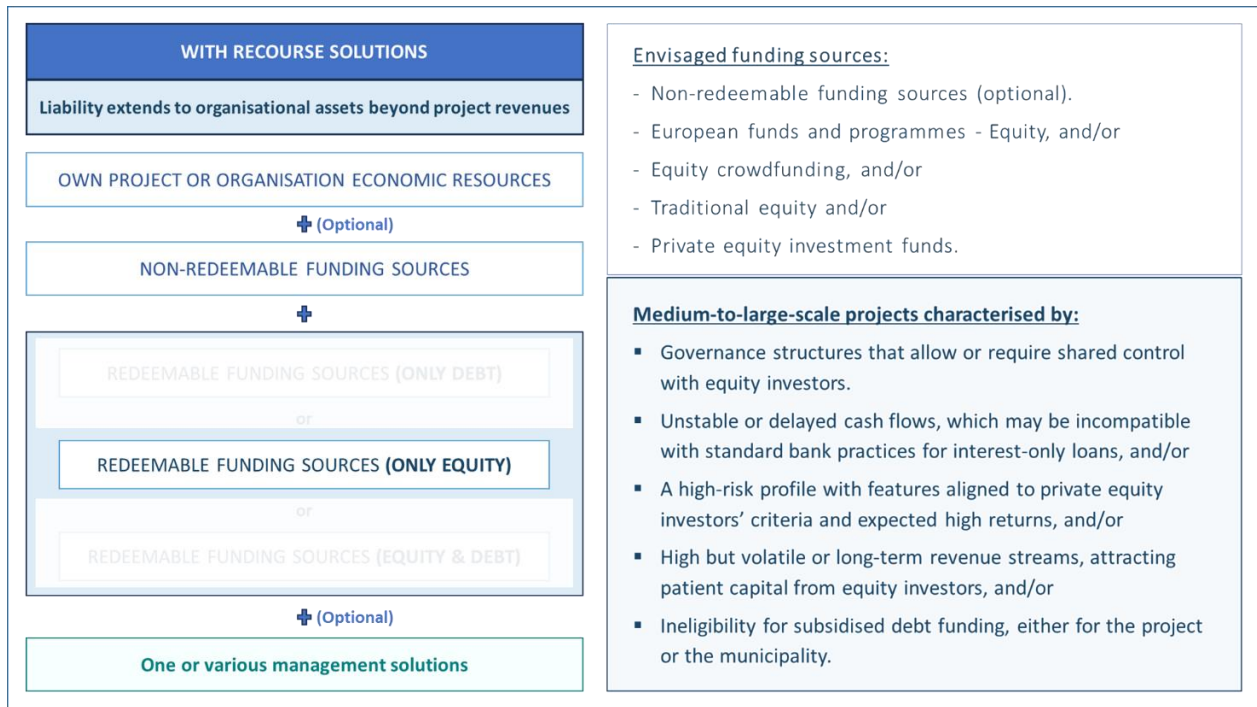 WITH RECOURSE SOLUTIONS
Liability extends to organisational assets beyond project revenues
OWN PROJECT OR ORGANISATION ECONOMIC RESOURCES
(Optional)
NON-REDEEMABLE FUNDING SOURCES
REDEEMABLE FUNDING SOURCES (ONLY DEBT)
or
REDEEMABLE FUNDING SOURCES (ONLY EQUITY)
or
REDEEMABLE FUNDING SOURCES (EQUITY & DEBT)
(Optional)
One or various management solutions
Envisaged funding sources:
- Non-redeemable funding sources (optional).
- European funds and programmes - Equity, and/or
- Equity crowdfunding, and/or
- Traditional equity and/or
- Private equity investment funds.
Medium-to-large-scale projects characterised by:
▪ Governance structures that allow or require shared control
with equity investors.
▪ Unstable or delayed cash flows, which may be incompatible
with standard bank practices for interest-only loans, and/or
▪ A high-risk profile with features aligned to private equity
investors' criteria and expected high returns, and/or
▪ High but volatile or long-term revenue streams, attracting
patient capital from equity investors, and/or
▪ Ineligibility for subsidised debt funding, either for the project
or the municipality.